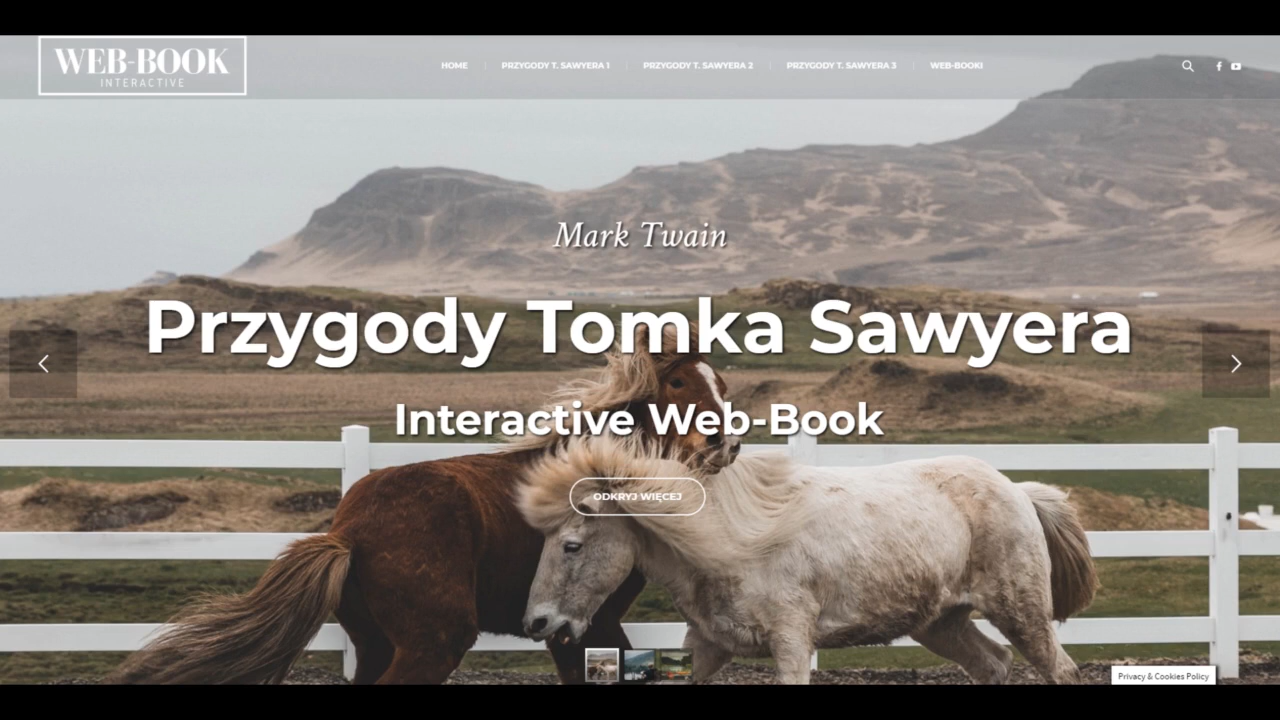 WEB-BOOK
INTERACTIVE
HOME
PRZYGODY T. SAWYERA 1
PRZYGODY T. SAWYERA 2
PRZYGODY T. SAWYERA 3
WEB-BOOKI
Mark Twain
Przygody Tomka Sawyera
Interactive Web-Book
ODKRYJ WIĘCEJ
Privacy & Cookies Policy